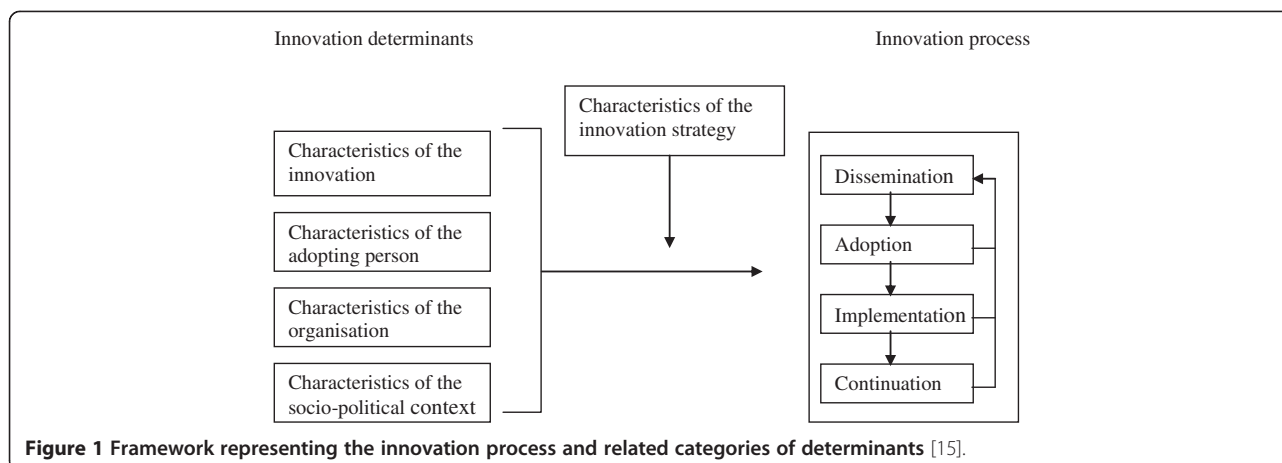 Innovation determinants
Innovation process
Characteristics of the
innovation strategy
Characteristics of the
innovation
Characteristics of the
adopting person
Characteristics of the
organisation
Characteristics of the
socio-political context
Dissemination
Adoption
Implementation
Continuation
Figure 1 Framework representing the innovation process and related categories of determinants [15].